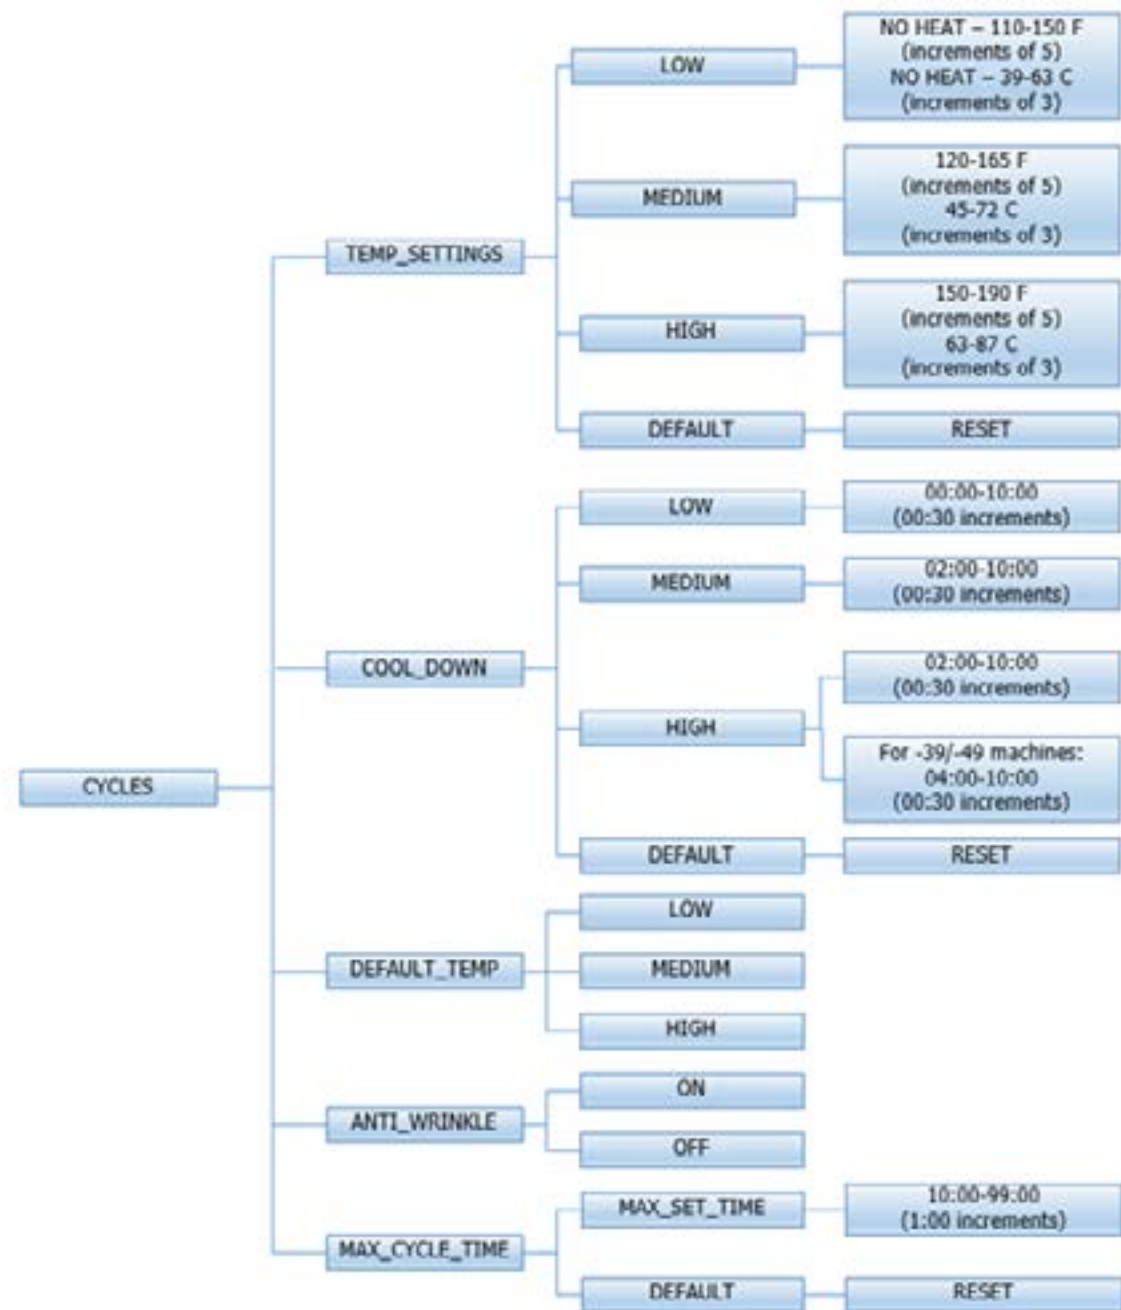 CYCLES
TEMP_SETTINGS
LOW
NO HEAT – 110-150 F
(increments of 5)
NO HEAT – 39-63 C
(increments of 3)
MEDIUM
120-165 F
(increments of 5)
45-72 C
(increments of 3)
HIGH
150-190 F
(increments of 5)
63-87 C
(increments of 3)
DEFAULT
RESET
COOL_DOWN
LOW
00:00-10:00
(00:30 increments)
MEDIUM
02:00-10:00
(00:30 increments)
HIGH
02:00-10:00
(00:30 increments)
For -39/-49 machines:
04:00-10:00
(00:30 increments)
DEFAULT
RESET
DEFAULT_TEMP
LOW
MEDIUM
HIGH
ANTI_WRINKLE
ON
OFF
MAX_CYCLE_TIME
MAX_SET_TIME
10:00-99:00
(1:00 increments)
DEFAULT
RESET